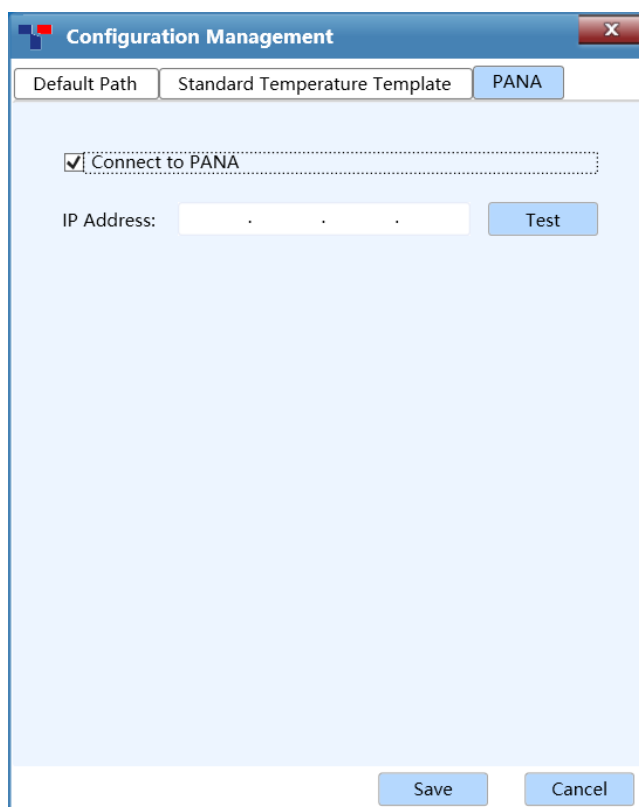 Configuration Management
x
Default Path Standard Temperature Template PANA
Connect to PANA
IP Address: . . . Test
Save Cancel